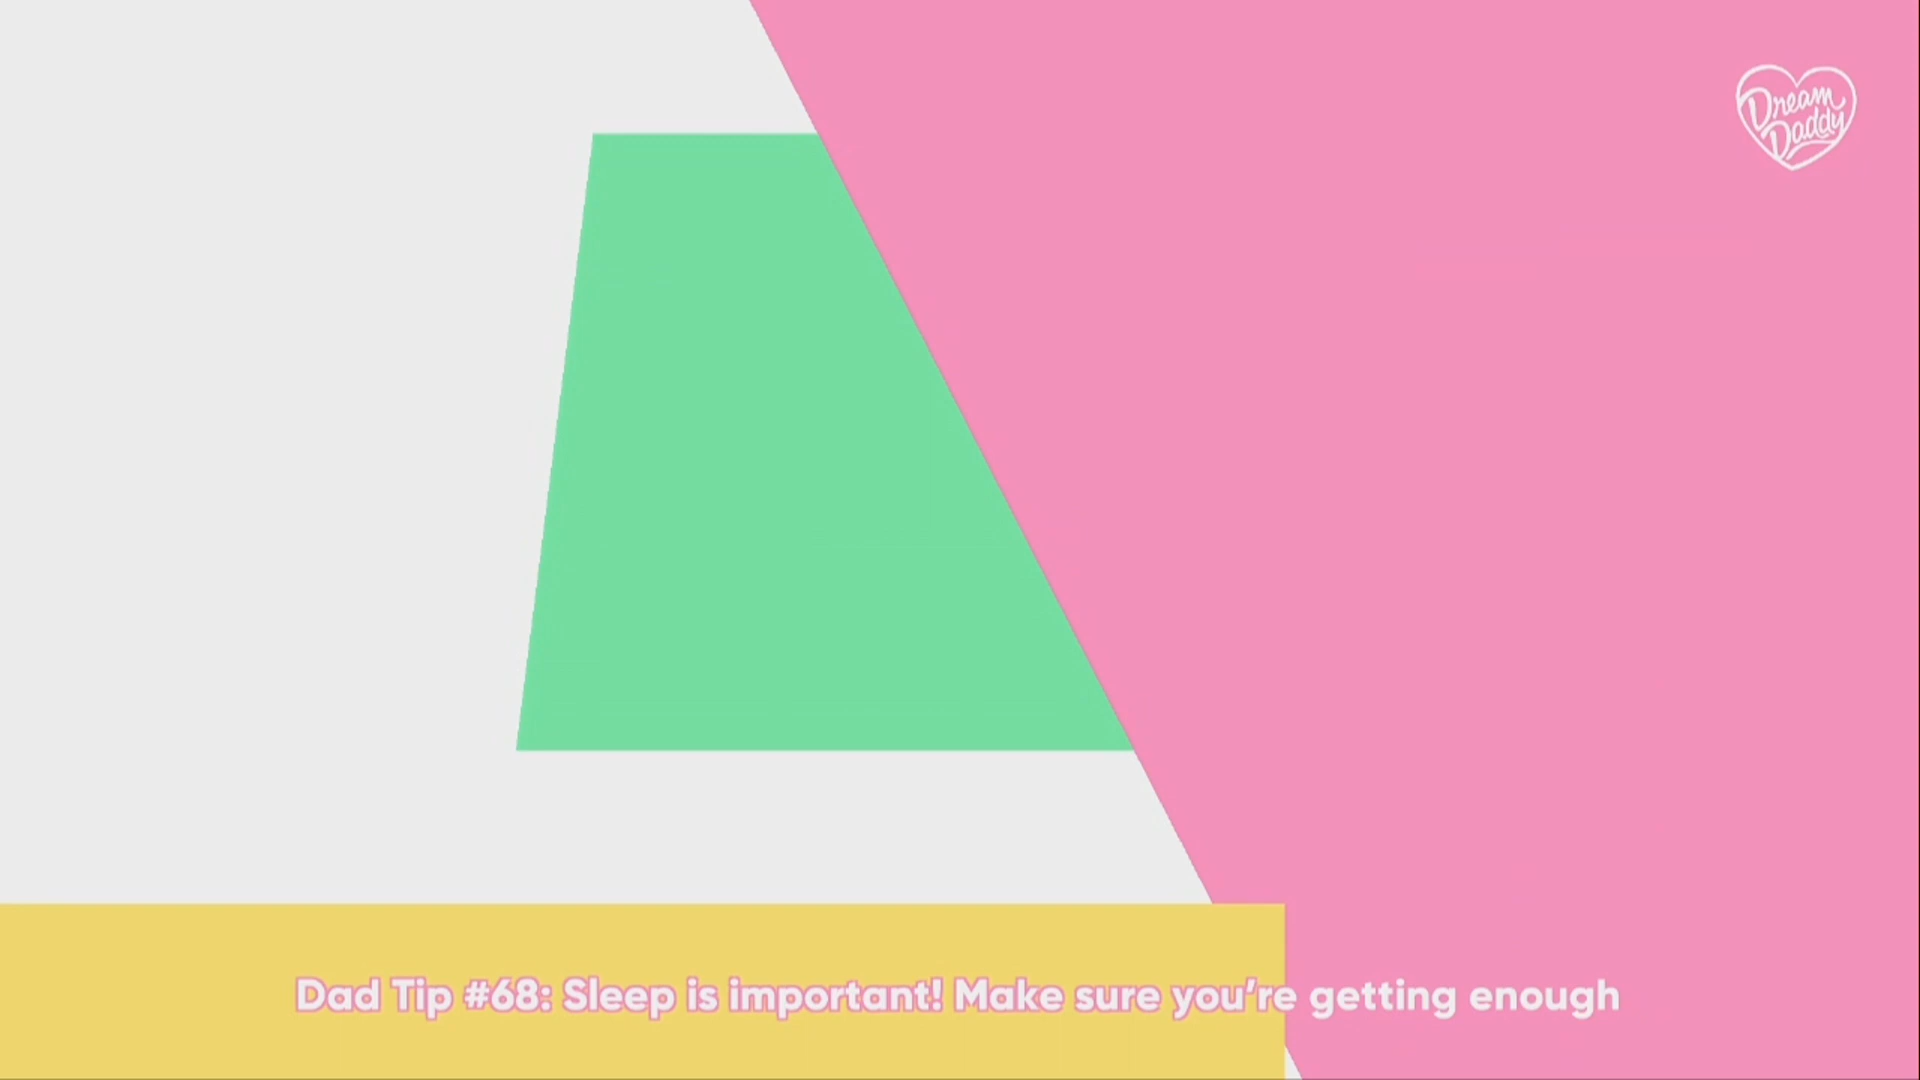 Dream
Daddy
Dad Tip #68: Sleep is important! Make sure you're getting enough